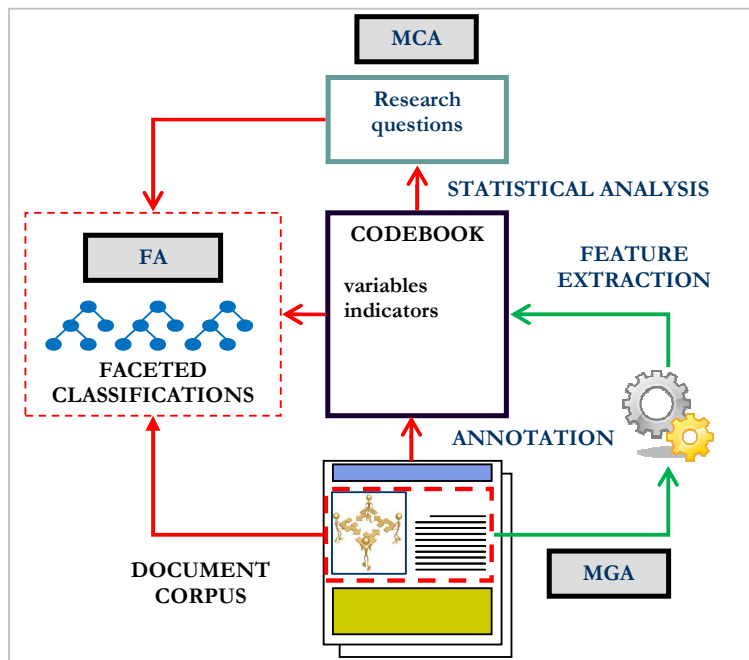 MCA
Research
questions
STATISTICAL ANALYSIS
CODEBOOK
FA
FEATURE
EXTRACTION
variables
indicators
FACETED
CLASSIFICATIONS
ANNOTATION
DOCUMENT
CORPUS
MGA